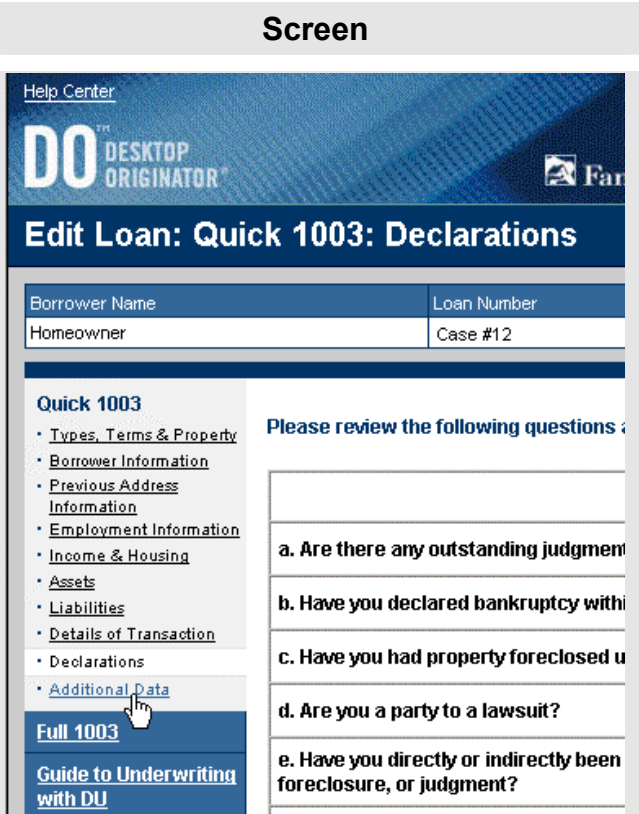 Screen
Help Center
DO™ DESKTOP
ORIGINATOR®
Fan
Edit Loan: Quick 1003: Declarations
Borrower Name Loan Number
Homeowner Case #12
Quick 1003
· Types, Terms & Property
· Borrower Information
· Previous Address
Information
· Employment Information
· Income & Housing
· Assets
· Liabilities
· Details of Transaction
· Declarations
· Additional Data
Full 1003
Guide to Underwriting
with DU
Please review the following questions
a. Are there any outstanding judgment
b. Have you declared bankruptcy withi
c. Have you had property foreclosed u
d. Are you a party to a lawsuit?
e. Have you directly or indirectly been
foreclosure, or judgment?